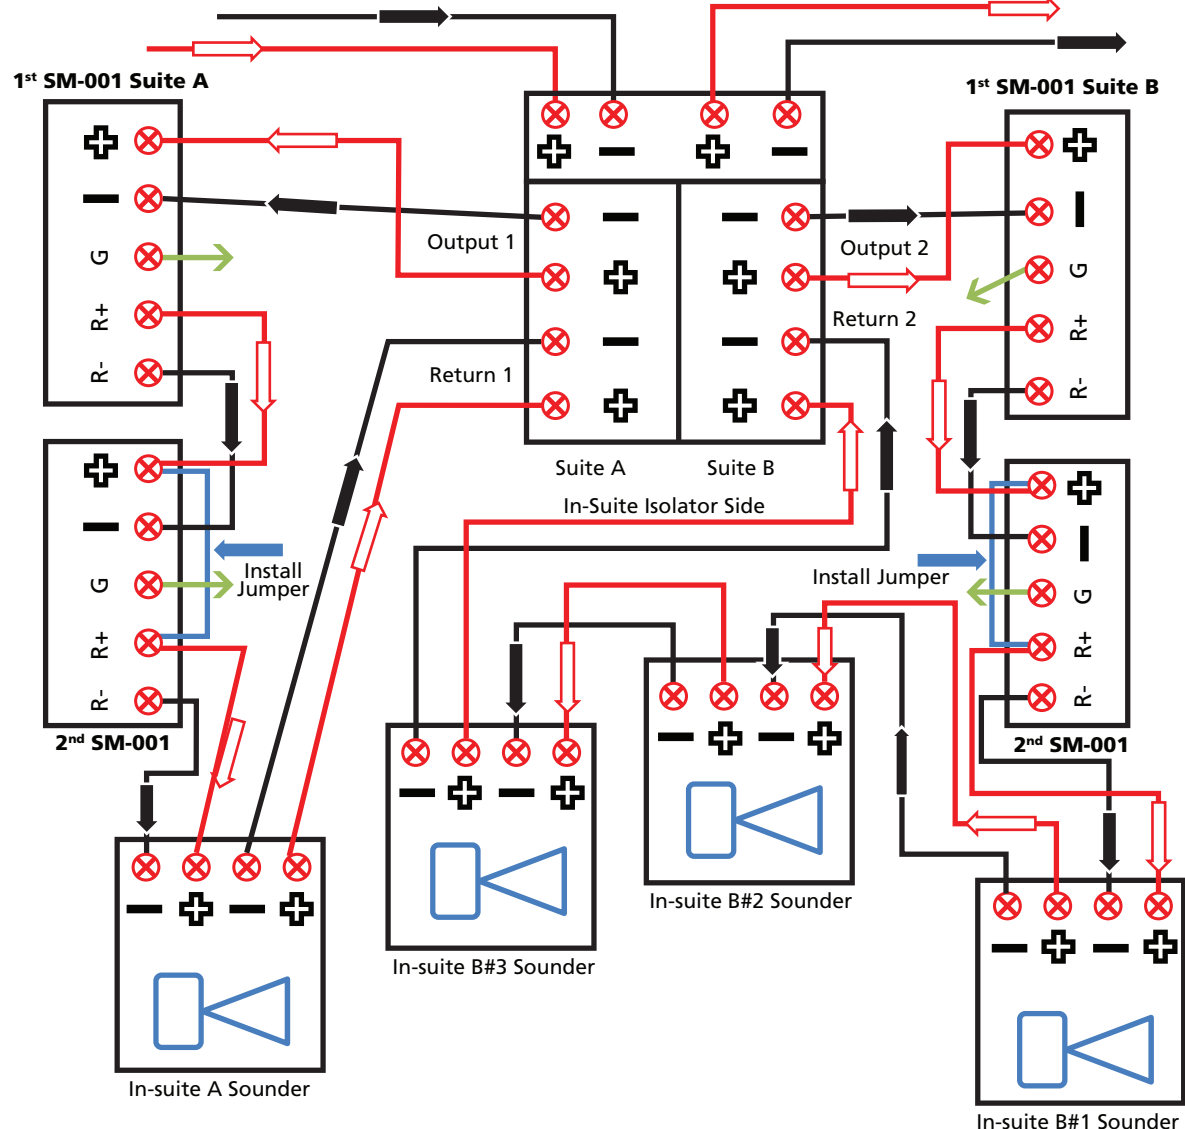 1st SM-001 Suite A
1st SM-001 Suite B
G
R+
R-
Output 1
Return 1
Output 2
Return 2
G
R+
R-
Suite A
Suite B
In-Suite Isolator Side
G
R+
R-
Install
Jumper
2nd SM-001
Install Jumper
G
R+
R-
2nd SM-001
In-suite A Sounder
In-suite B#3 Sounder
In-suite B#2 Sounder
In-suite B#1 Sounder